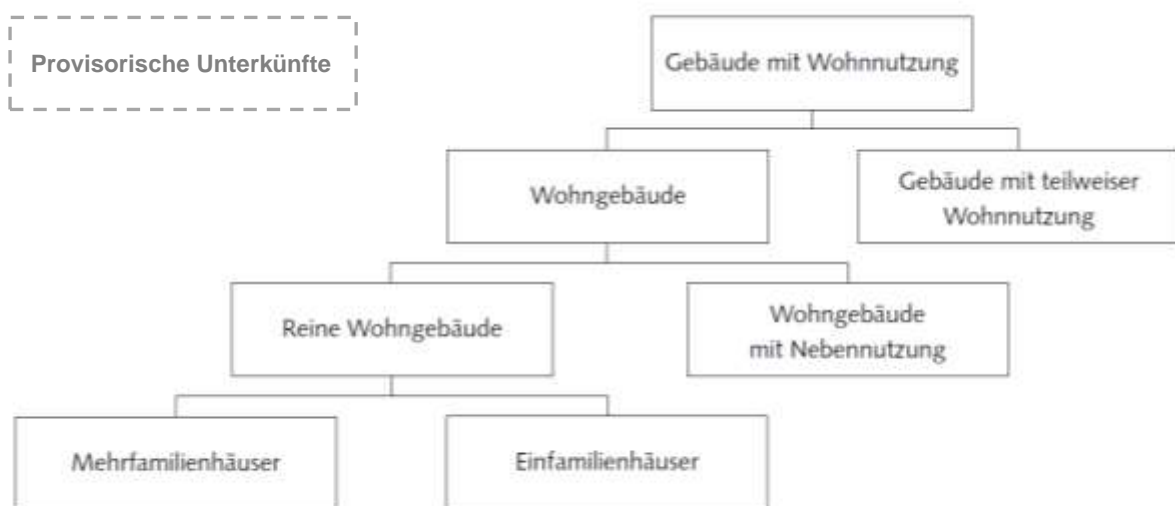 Provisorische Unterkünfte
Gebäude mit Wohnnutzung
Wohngebäude
Gebäude mit teilweiser
Wohnnutzung
Reine Wohngebäude
Wohngebäude
mit Nebennutzung
Mehrfamilienhäuser
Einfamilienhäuser